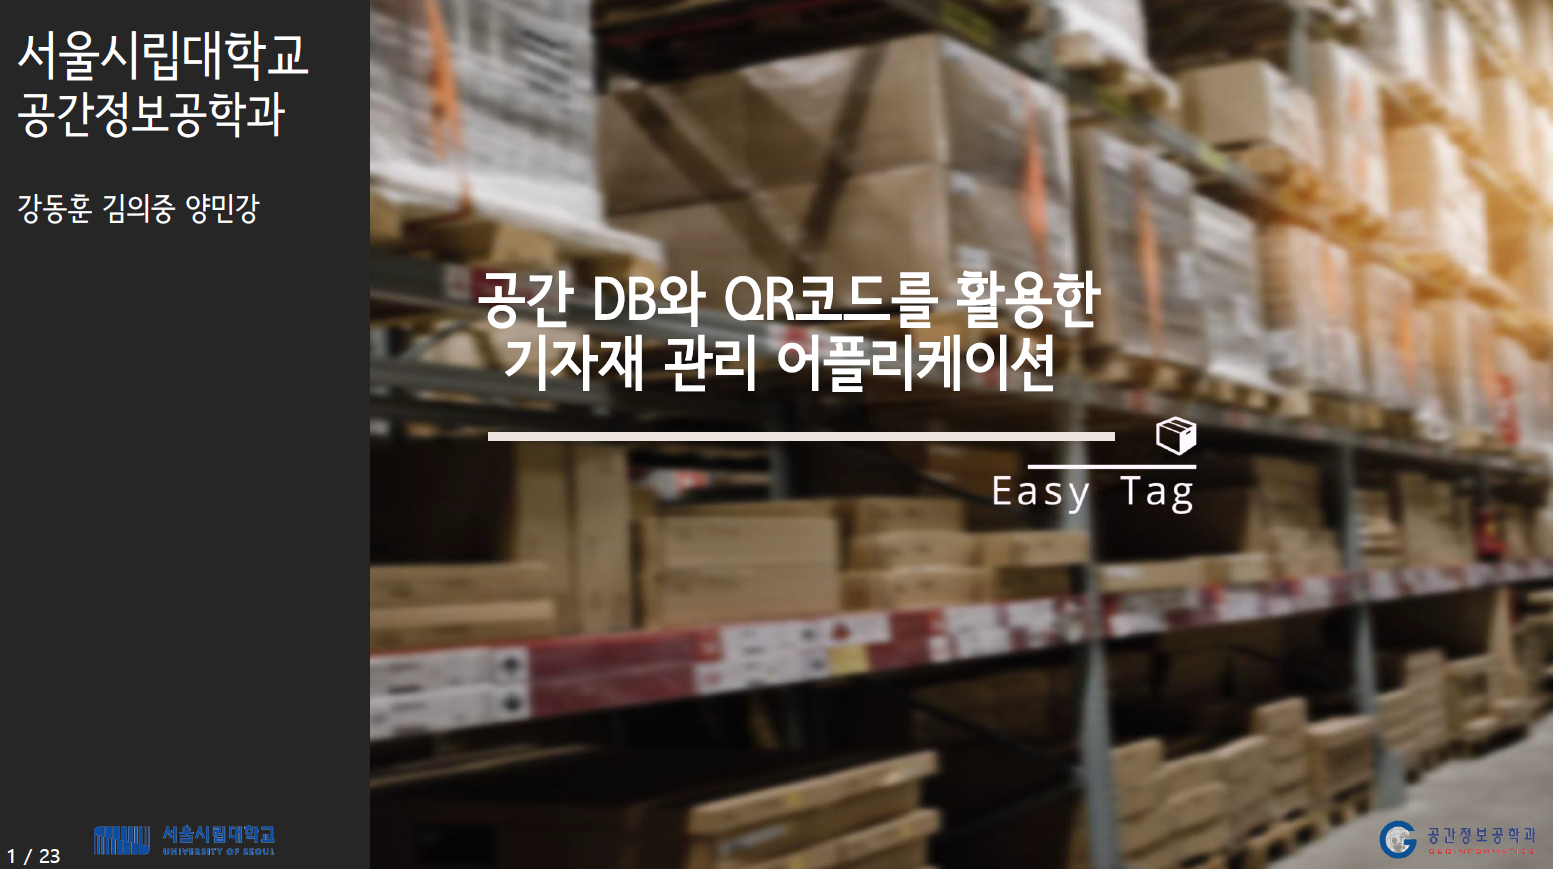 서울시립대학교
공간정보공학과
강동훈 김의중 양민강
공간 DB와 QR코드를 활용한
기자재 관리 어플리케이션
Easy Tag
1 / 23
서울시립대학교
UNIVERSITY OF SEOUL
공간정보공학과
GEOINFORMATICS